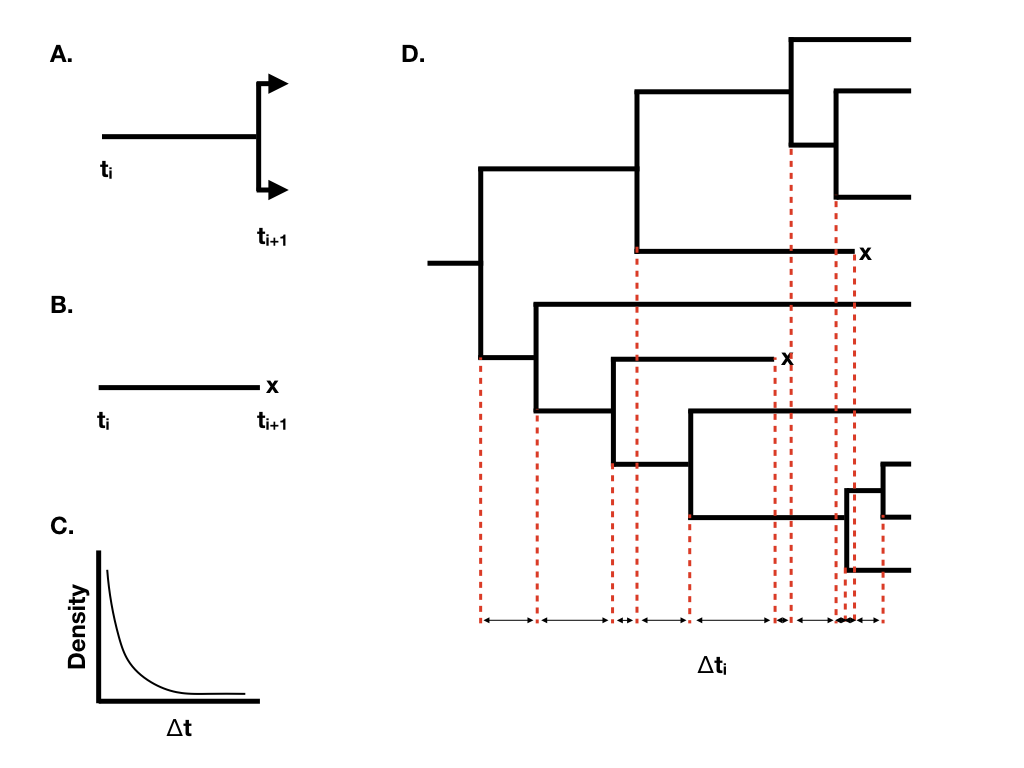 A.
tᵢ
tᵢ₊₁
B.
x
tᵢ
tᵢ₊₁
C.
Density
Δt
D.
x
x
Δtᵢ